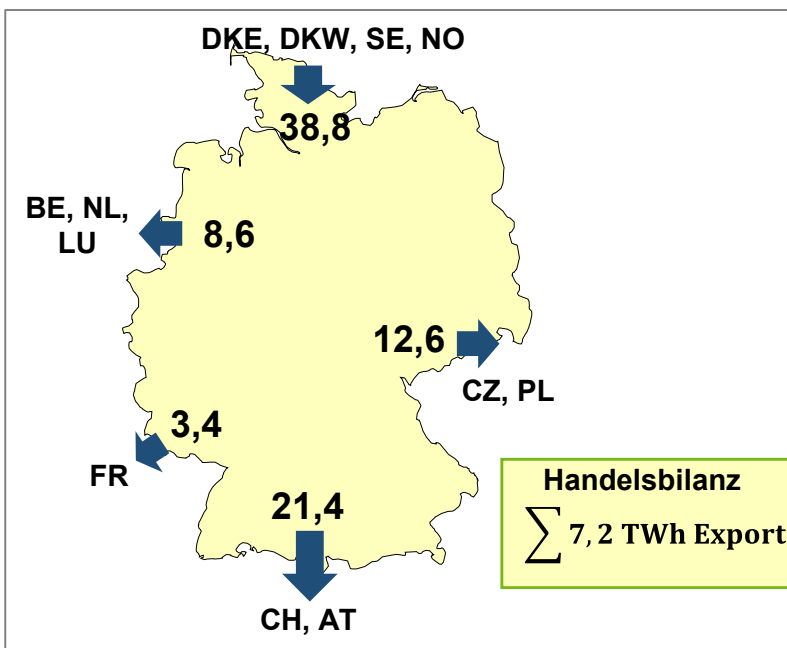 DKE, DKW, SE, NO
38,8
BE, NL,
LU
8,6
12,6
CZ, PL
3,4
FR
21,4
CH, AT
Handelsbilanz
∑ 7, 2 TWh Export